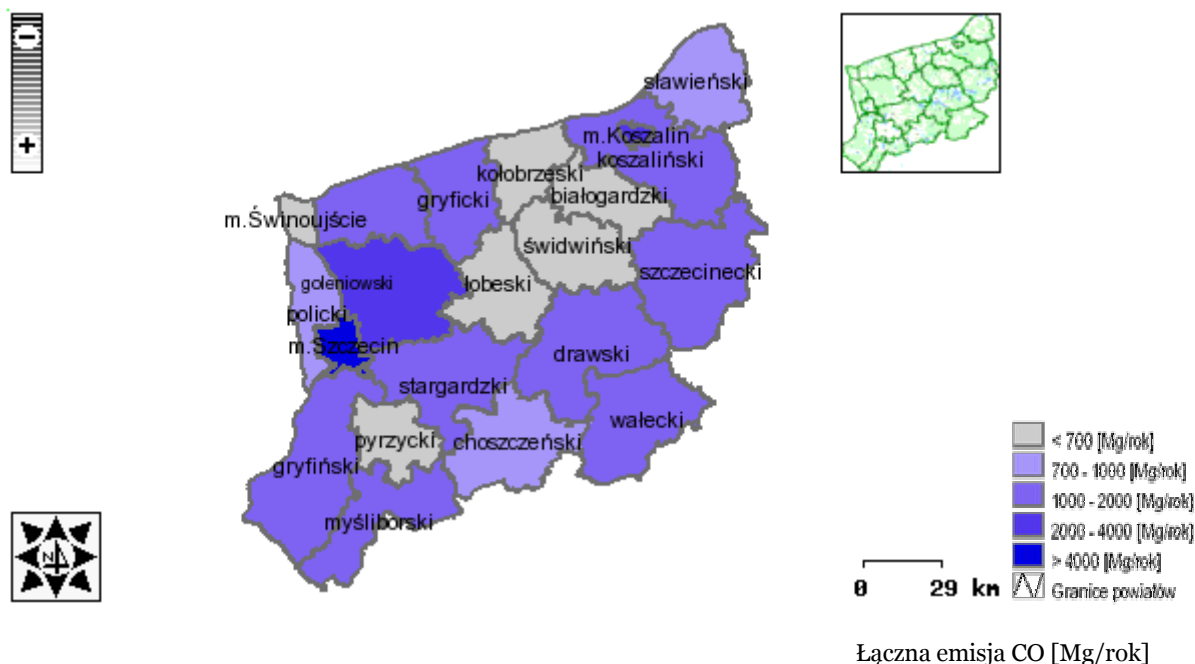 sławieński
m.Koszalin
koszaliński
kołobrzeski
białogardzki
gryficki
m.Świnoujście
świdwiński
szczecinecki
goleniowski
łobeski
policki
m.Szczecin
drawski
stargardzki
wałecki
pyrzycki
choszczeński
gryfiński
myśliborski
N
< 700 [Mg/rok]
700 - 1000 [Mg/rok]
1000 - 2000 [Mg/rok]
2000 - 4000 [Mg/rok]
> 4000 [Mg/rok]
Granice powiatów
0 29 km
Łączna emisja CO [Mg/rok]